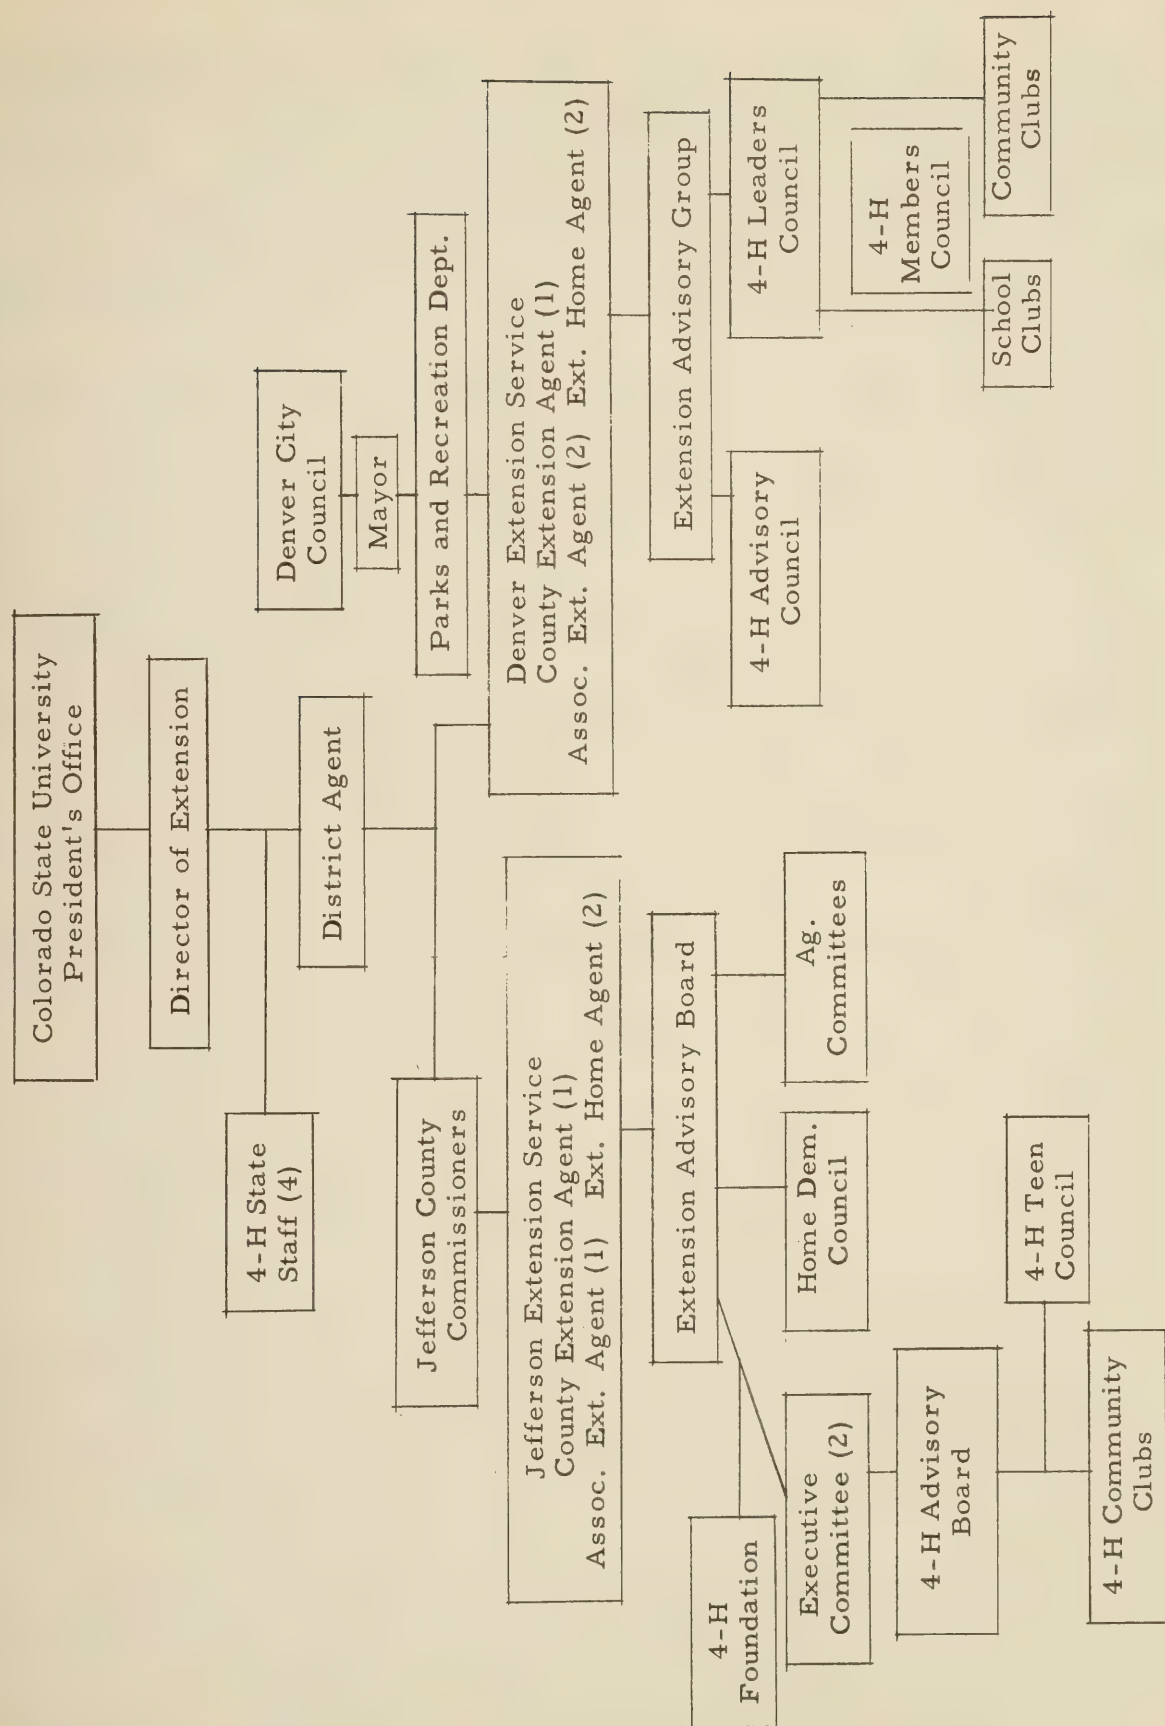 Colorado State University
President's Office
Director of Extension
4-H State
Staff (4)
District Agent
Denver City
Council
Mayor
Parks and Recreation Dept.
Jefferson County
Commissioners
Jefferson Extension Service
County Extension Agent (1)
Assoc. Ext. Agent (1) Ext. Home Agent (2)
Denver Extension Service
County Extension Agent (1)
Assoc. Ext. Agent (2) Ext. Home Agent (2)
Extension Advisory Board
Extension Advisory Group
4-H
Foundation
Executive
Committee (2)
Home Dem.
Council
Ag.
Committees
4-H Advisory
Council
4-H Leaders
Council
4-H Advisory
Board
4-H
Members
Council
4-H Teen
Council
School
Clubs
Community
Clubs
4-H Community
Clubs